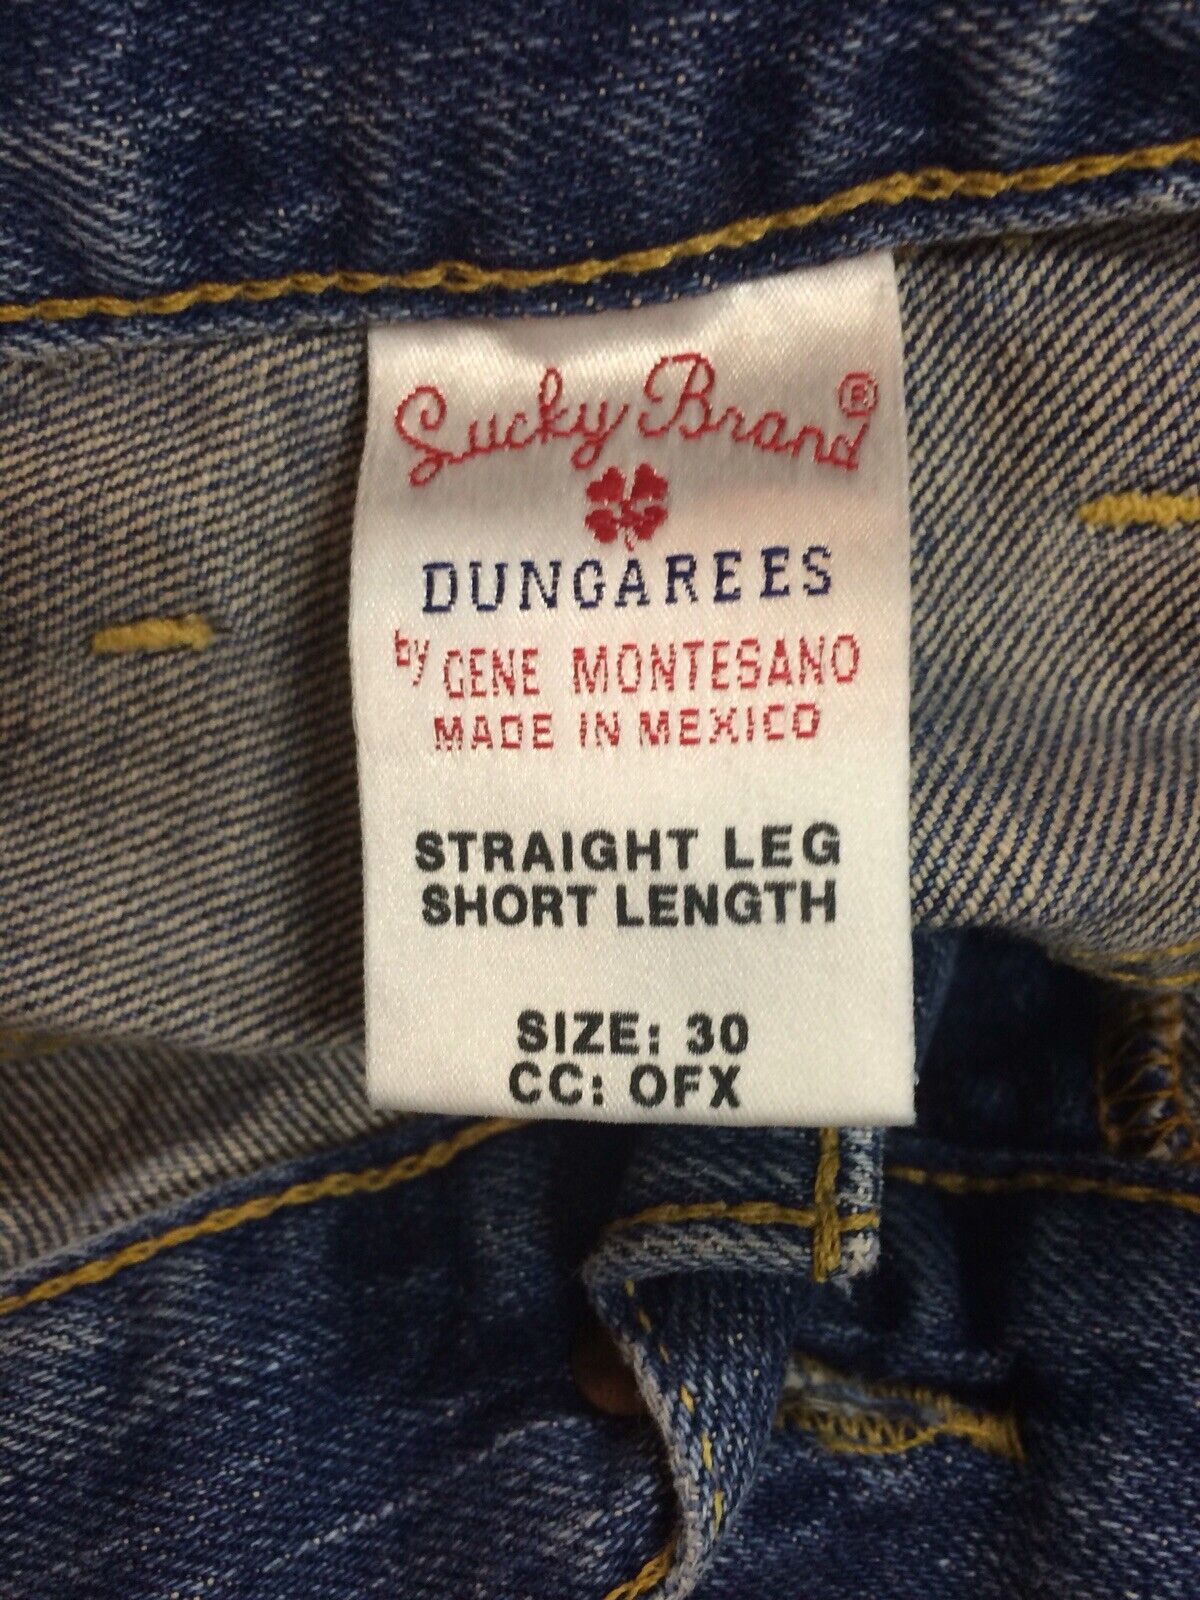 Lucky Brand®
DUNGAREES
by GENE MONTESANO
MADE IN MEXICO
STRAIGHT LEG
SHORT LENGTH
SIZE: 30
CC: OFX